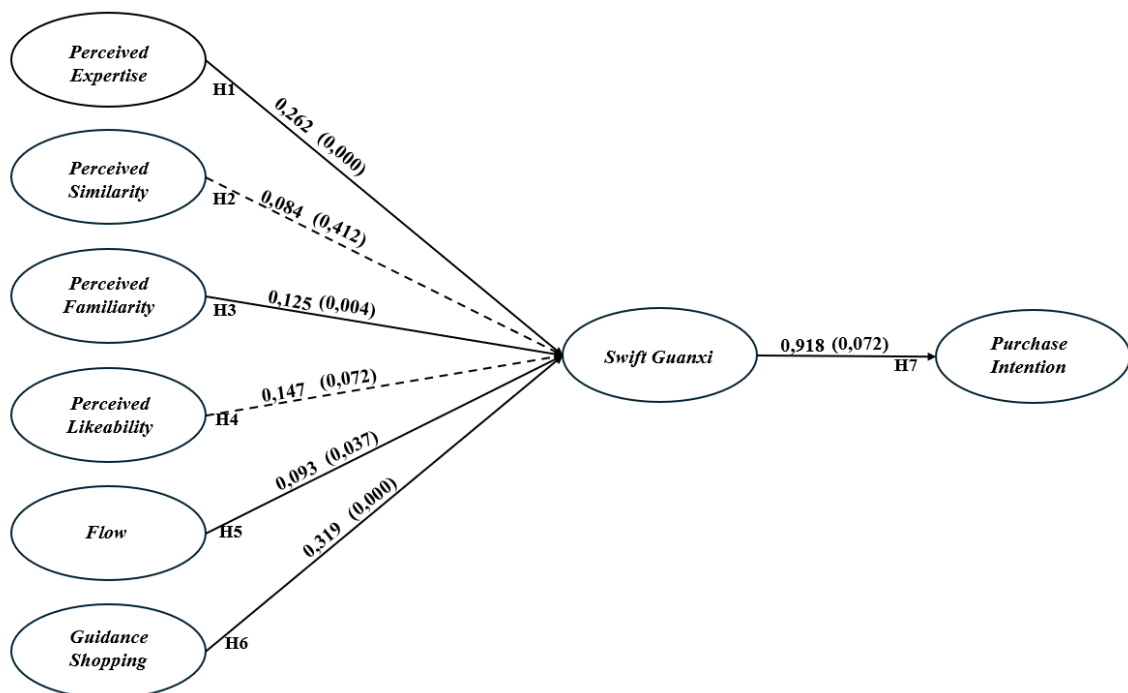 Perceived
Expertise
H1
0,262 (0,000)
Perceived
Similarity
H2
0,084 (0,412)
Perceived
Familiarity
H3
0,125 (0,004)
Perceived
Likeability
H4
0,147 (0,072)
Flow
H5
0,093 (0,037)
Guidance
Shopping
H6
0,319 (0,000)
Swift Guanxi
0,918 (0,072)
H7
Purchase
Intention